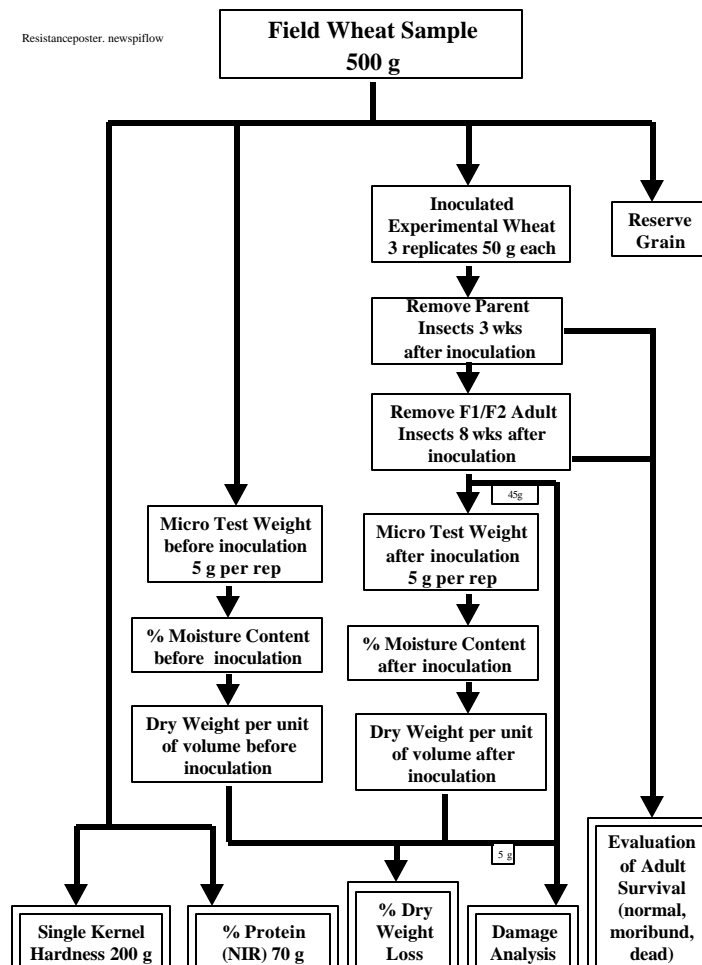 Resistanceposter. newspiflow
Field Wheat Sample
500 g
Inoculated
Experimental Wheat
3 replicates 50 g each
Reserve
Grain
Remove Parent
Insects 3 wks
after inoculation
Remove F1/F2 Adult
Insects 8 wks after
inoculation
45g
Micro Test Weight
before inoculation
5 g per rep
Micro Test Weight
after inoculation
5 g per rep
% Moisture Content
before inoculation
% Moisture Content
after inoculation
Dry Weight per unit
of volume before
inoculation
Dry Weight per unit
of volume after
inoculation
5 g
Single Kernel
Hardness 200 g
% Protein
(NIR) 70 g
% Dry
Weight
Loss
Damage
Analysis
Evaluation
of Adult
Survival
(normal,
moribund,
dead)